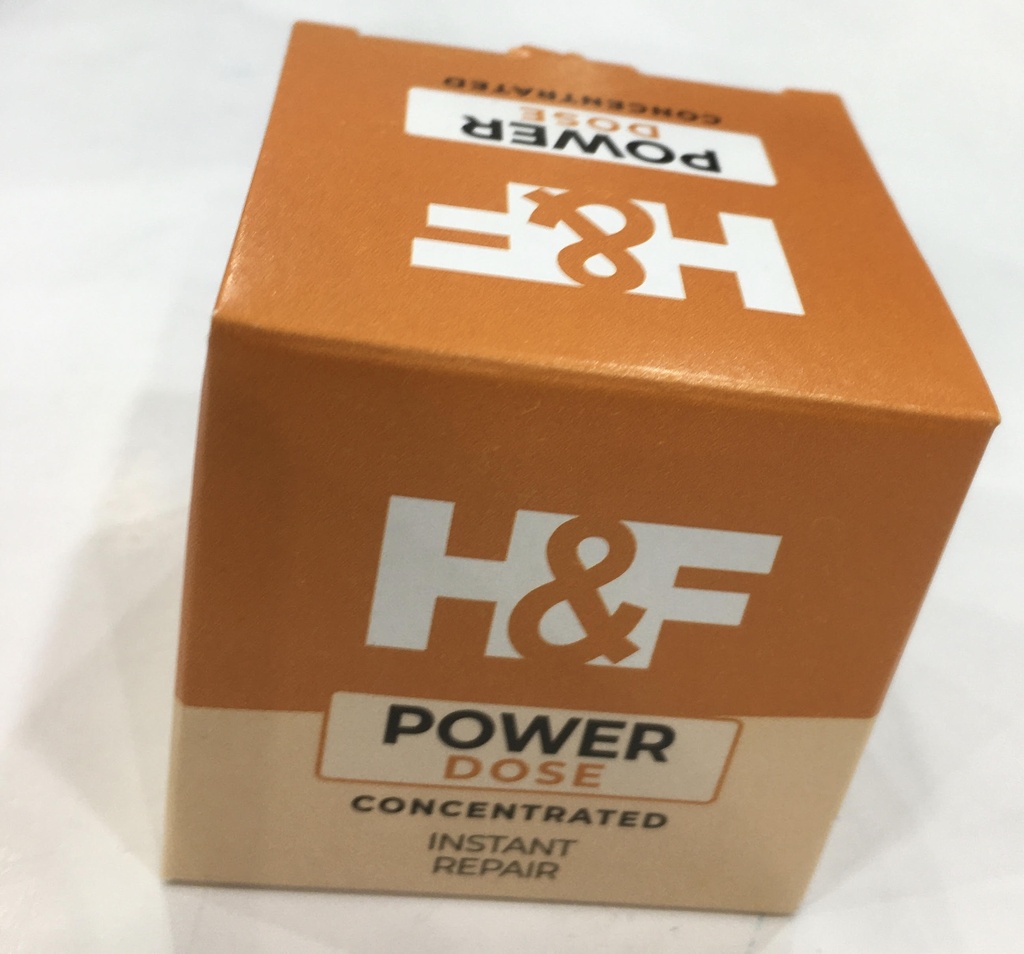 H&F
POWER
DOSE
CONCENTRATED
H&F
POWER
DOSE
CONCENTRATED
INSTANT
REPAIR